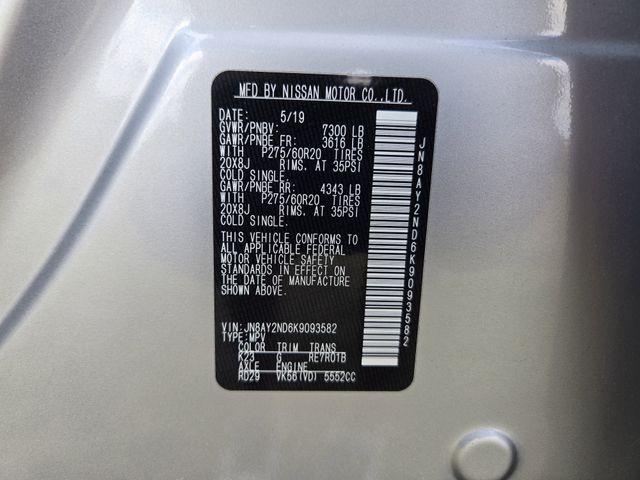 MFD BY NISSAN MOTOR CO.,LTD.
DATE: 5/19
GVWR/PNBV: 7300 LB
GAWR/PNBE FR: 3616 LB
WITH P275/60R20 TIRES
20X8J RIMS. AT 35PSI
COLD SINGLE.
GAWR/PNBE RR: 4343 LB
WITH P275/60R20 TIRES
20X8J RIMS. AT 35PSI
COLD SINGLE.
THIS VEHICLE CONFORMS TO
ALL APPLICABLE FEDERAL
MOTOR VEHICLE SAFETY
STANDARDS IN EFFECT ON
THE DATE OF MANUFACTURE
SHOWN ABOVE.
VIN: JN8AY2ND6K9093582
TYPE: MPV
COLOR TRIM TRANS
K23 G RE7R01B
AXLE ENGINE
RD29 VK56(VD) 5552CC
JN8AY2ND6K9093582